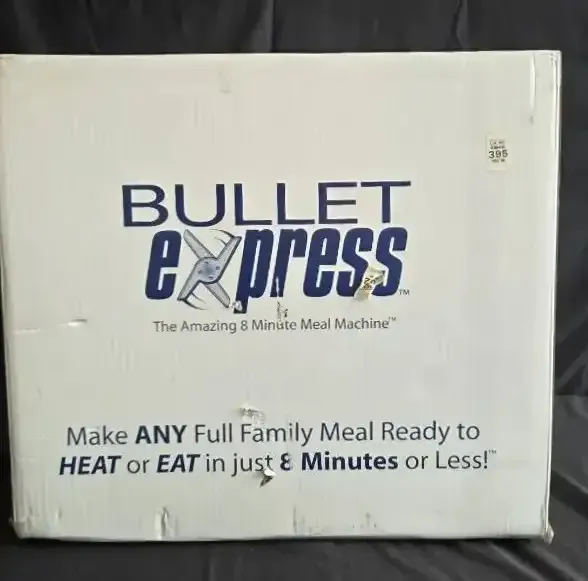 395
BULLET
express™
The Amazing 8 Minute Meal Machine™
Make ANY Full Family Meal Ready to
HEAT or EAT in just 8 Minutes or Less!™